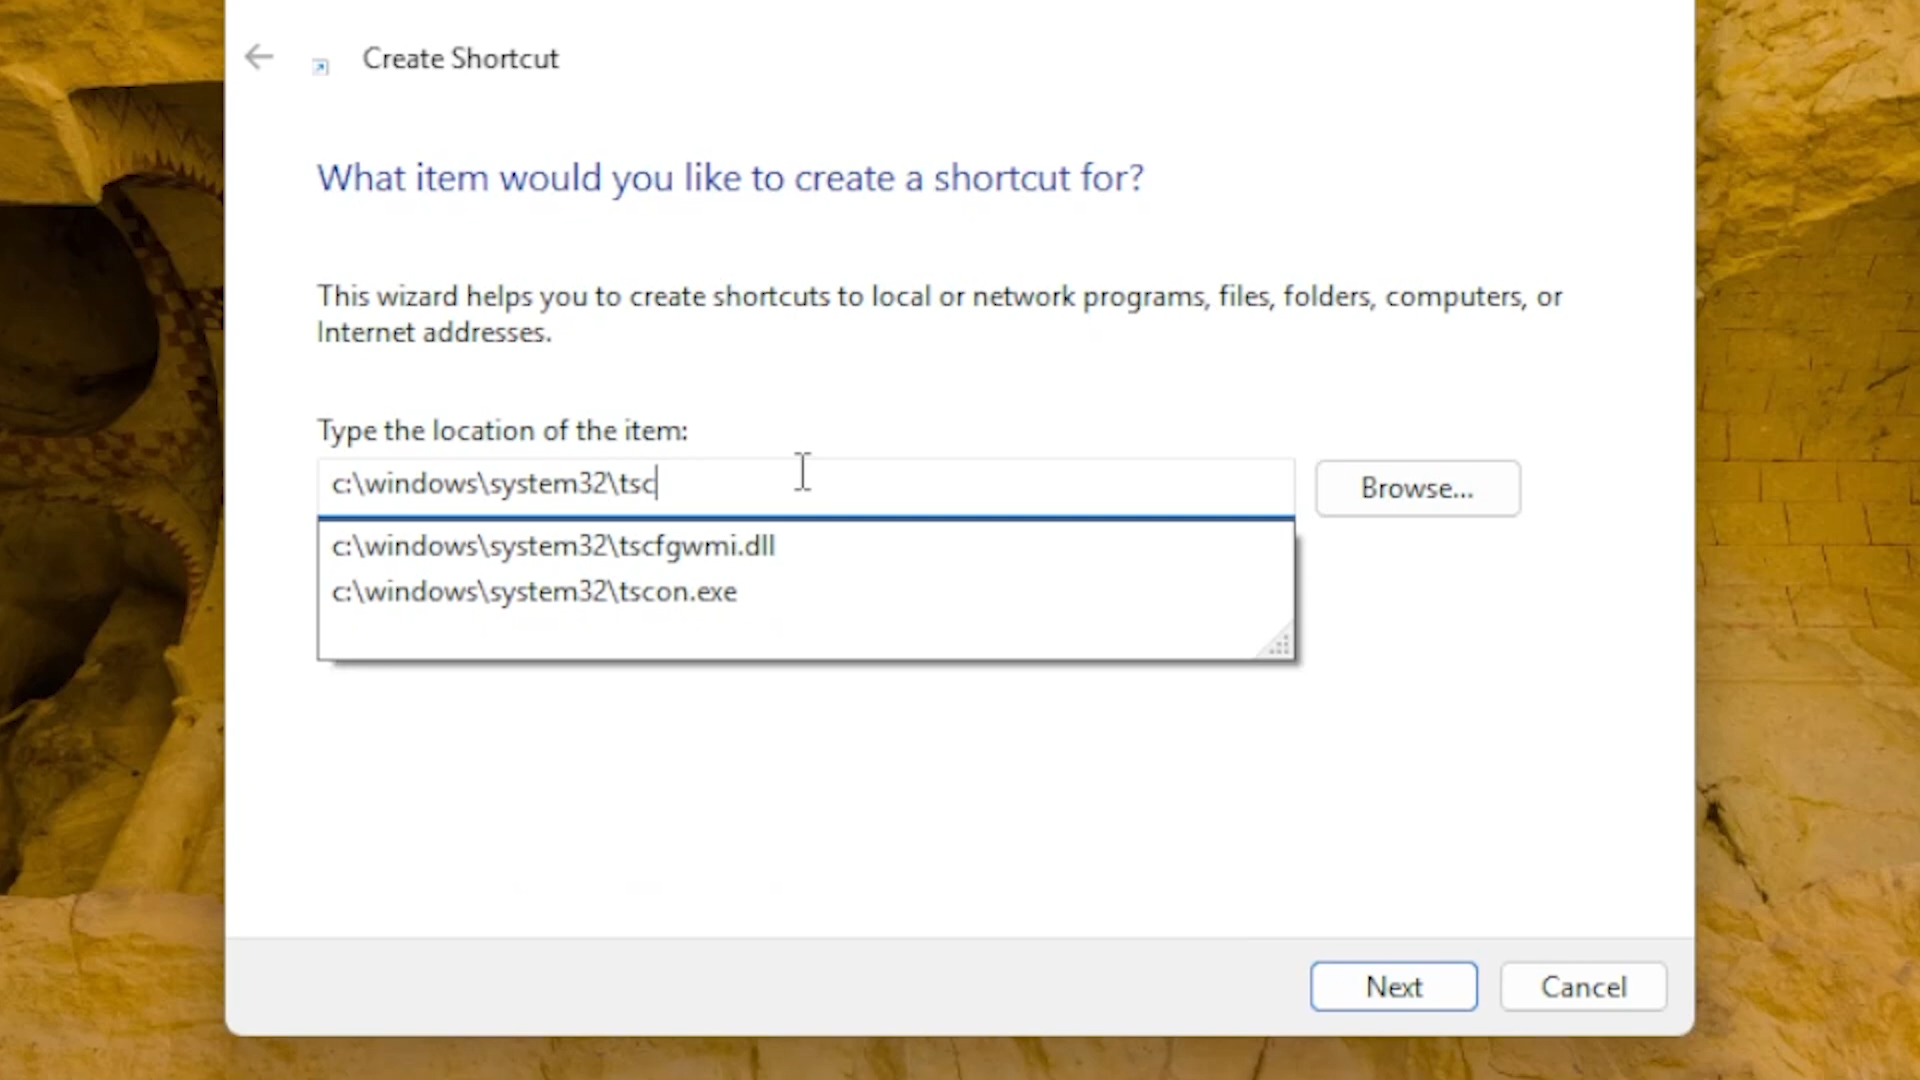 Create Shortcut
What item would you like to create a shortcut for?
This wizard helps you to create shortcuts to local or network programs, files, folders, computers, or
Internet addresses.
Type the location of the item:
c:\windows\system32\tsc
Browse...
c:\windows\system32\tscfgwmi.dll
c:\windows\system32\tscon.exe
Next
Cancel